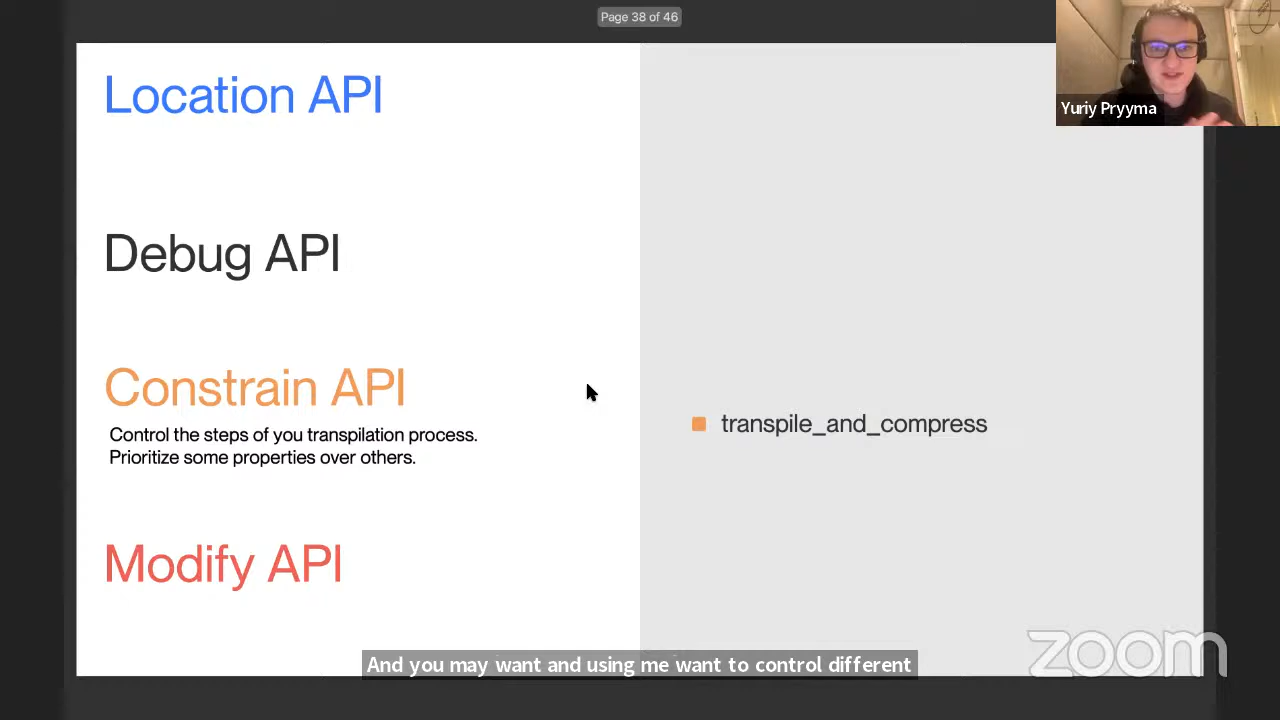 Page 38 of 46
Yuriy Pryyma
Location API
Debug API
Constrain API
Control the steps of you transpilation process.
Prioritize some properties over others.
transpile_and_compress
Modify API
And you may want and using me want to control different
zoom